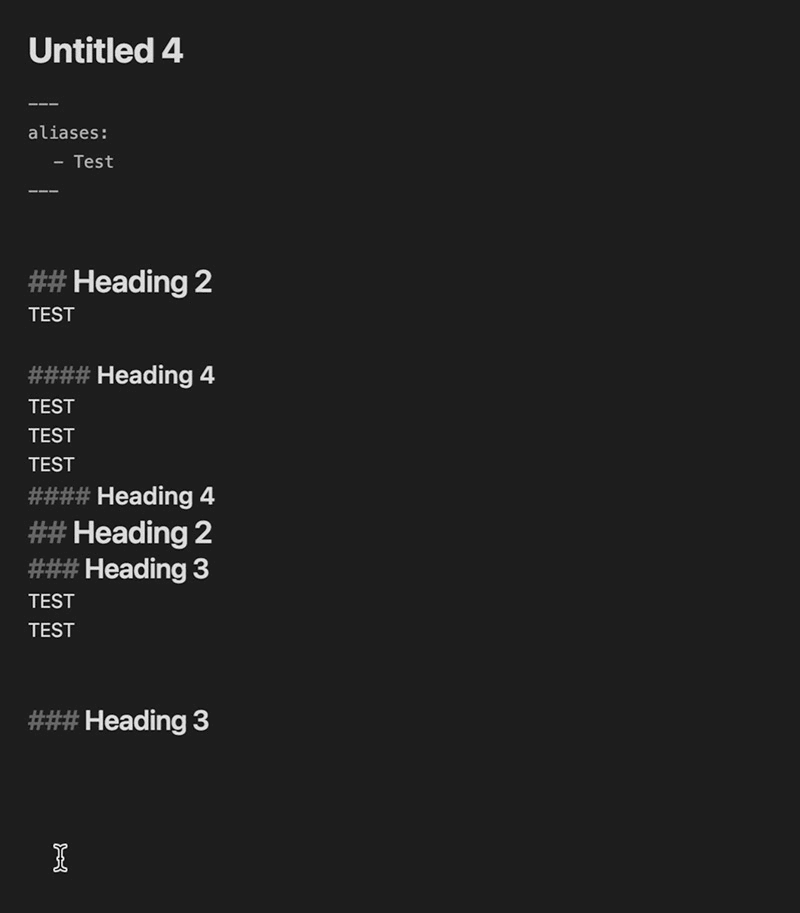 Untitled 4
---
aliases:
  - Test
---
## Heading 2
TEST
#### Heading 4
TEST
TEST
TEST
#### Heading 4
## Heading 2
### Heading 3
TEST
TEST
### Heading 3